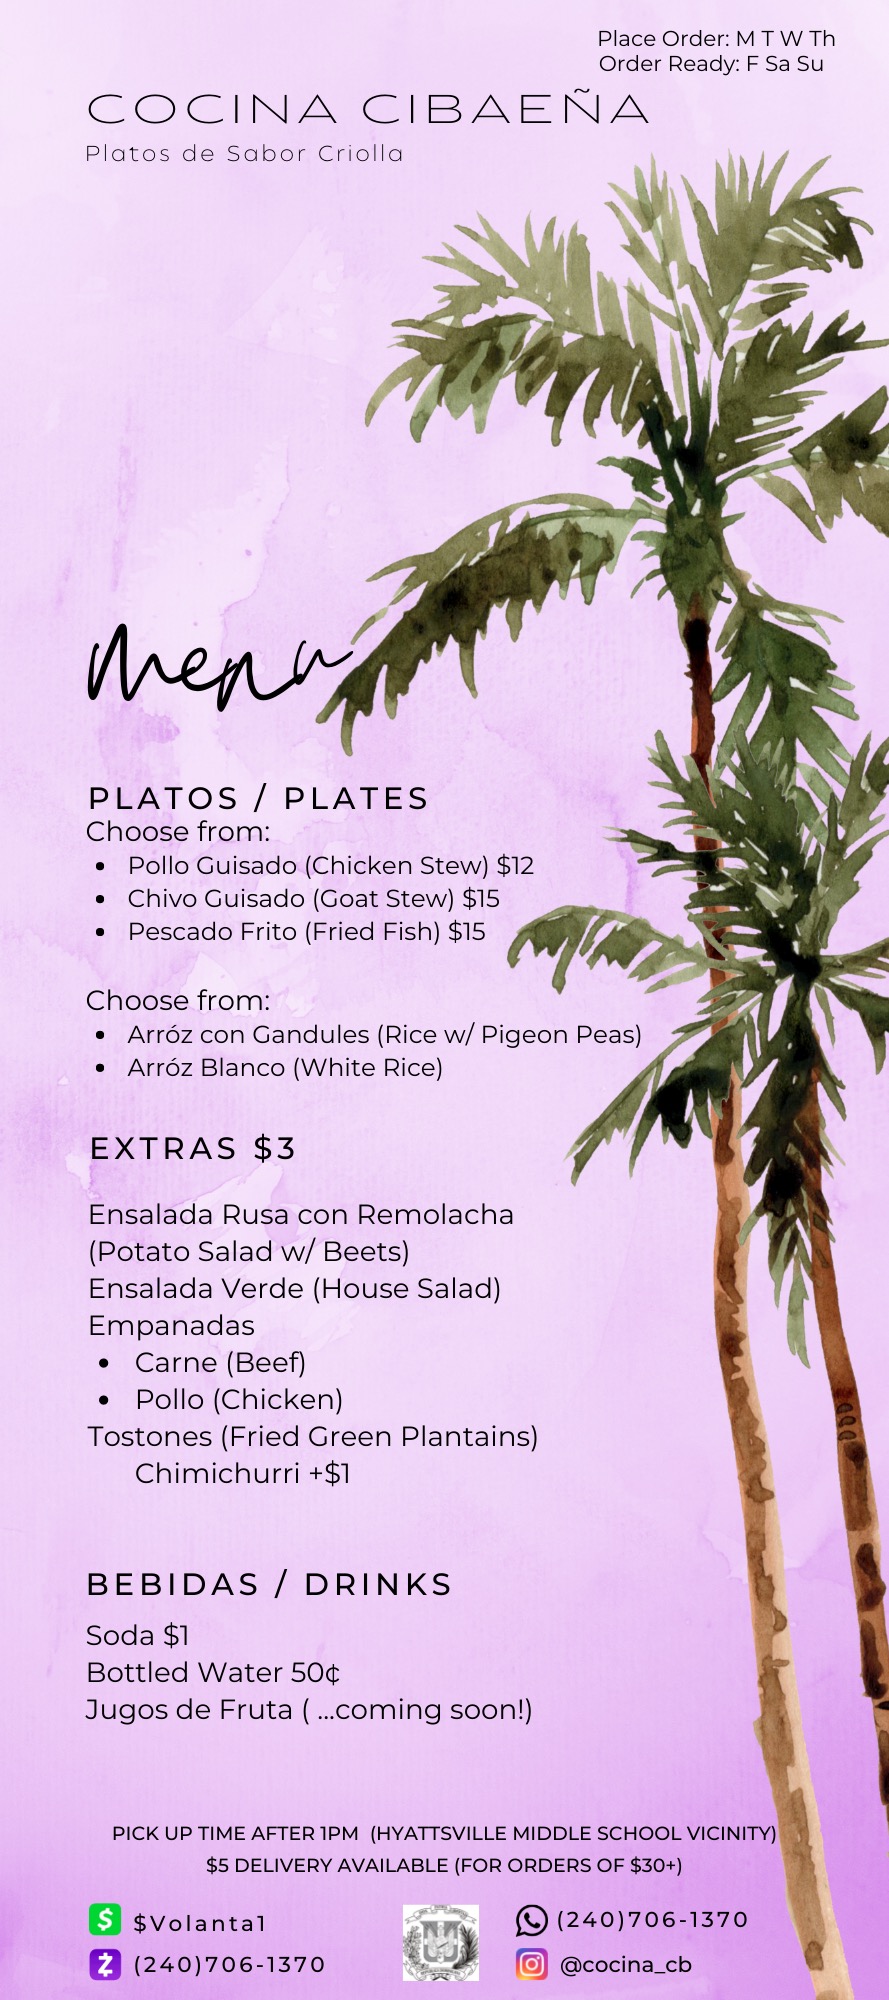 Place Order: M T W Th
Order Ready: F Sa Su
COCINA CIBAEÑA
Platos de Sabor Criolla
Menu
PLATOS / PLATES
Choose from:
• Pollo Guisado (Chicken Stew) $12
• Chivo Guisado (Goat Stew) $15
• Pescado Frito (Fried Fish) $15
Choose from:
• Arróz con Gandules (Rice w/ Pigeon Peas)
• Arróz Blanco (White Rice)
EXTRAS $3
Ensalada Rusa con Remolacha
(Potato Salad w/ Beets)
Ensalada Verde (House Salad)
Empanadas
• Carne (Beef)
• Pollo (Chicken)
Tostones (Fried Green Plantains)
Chimichurri +$1
BEBIDAS / DRINKS
Soda $1
Bottled Water 50¢
Jugos de Fruta ( ...coming soon!)
PICK UP TIME AFTER 1PM (HYATTSVILLE MIDDLE SCHOOL VICINITY)
$5 DELIVERY AVAILABLE (FOR ORDERS OF $30+)
$Volanta1
(240)706-1370
(240)706-1370
@cocina_cb